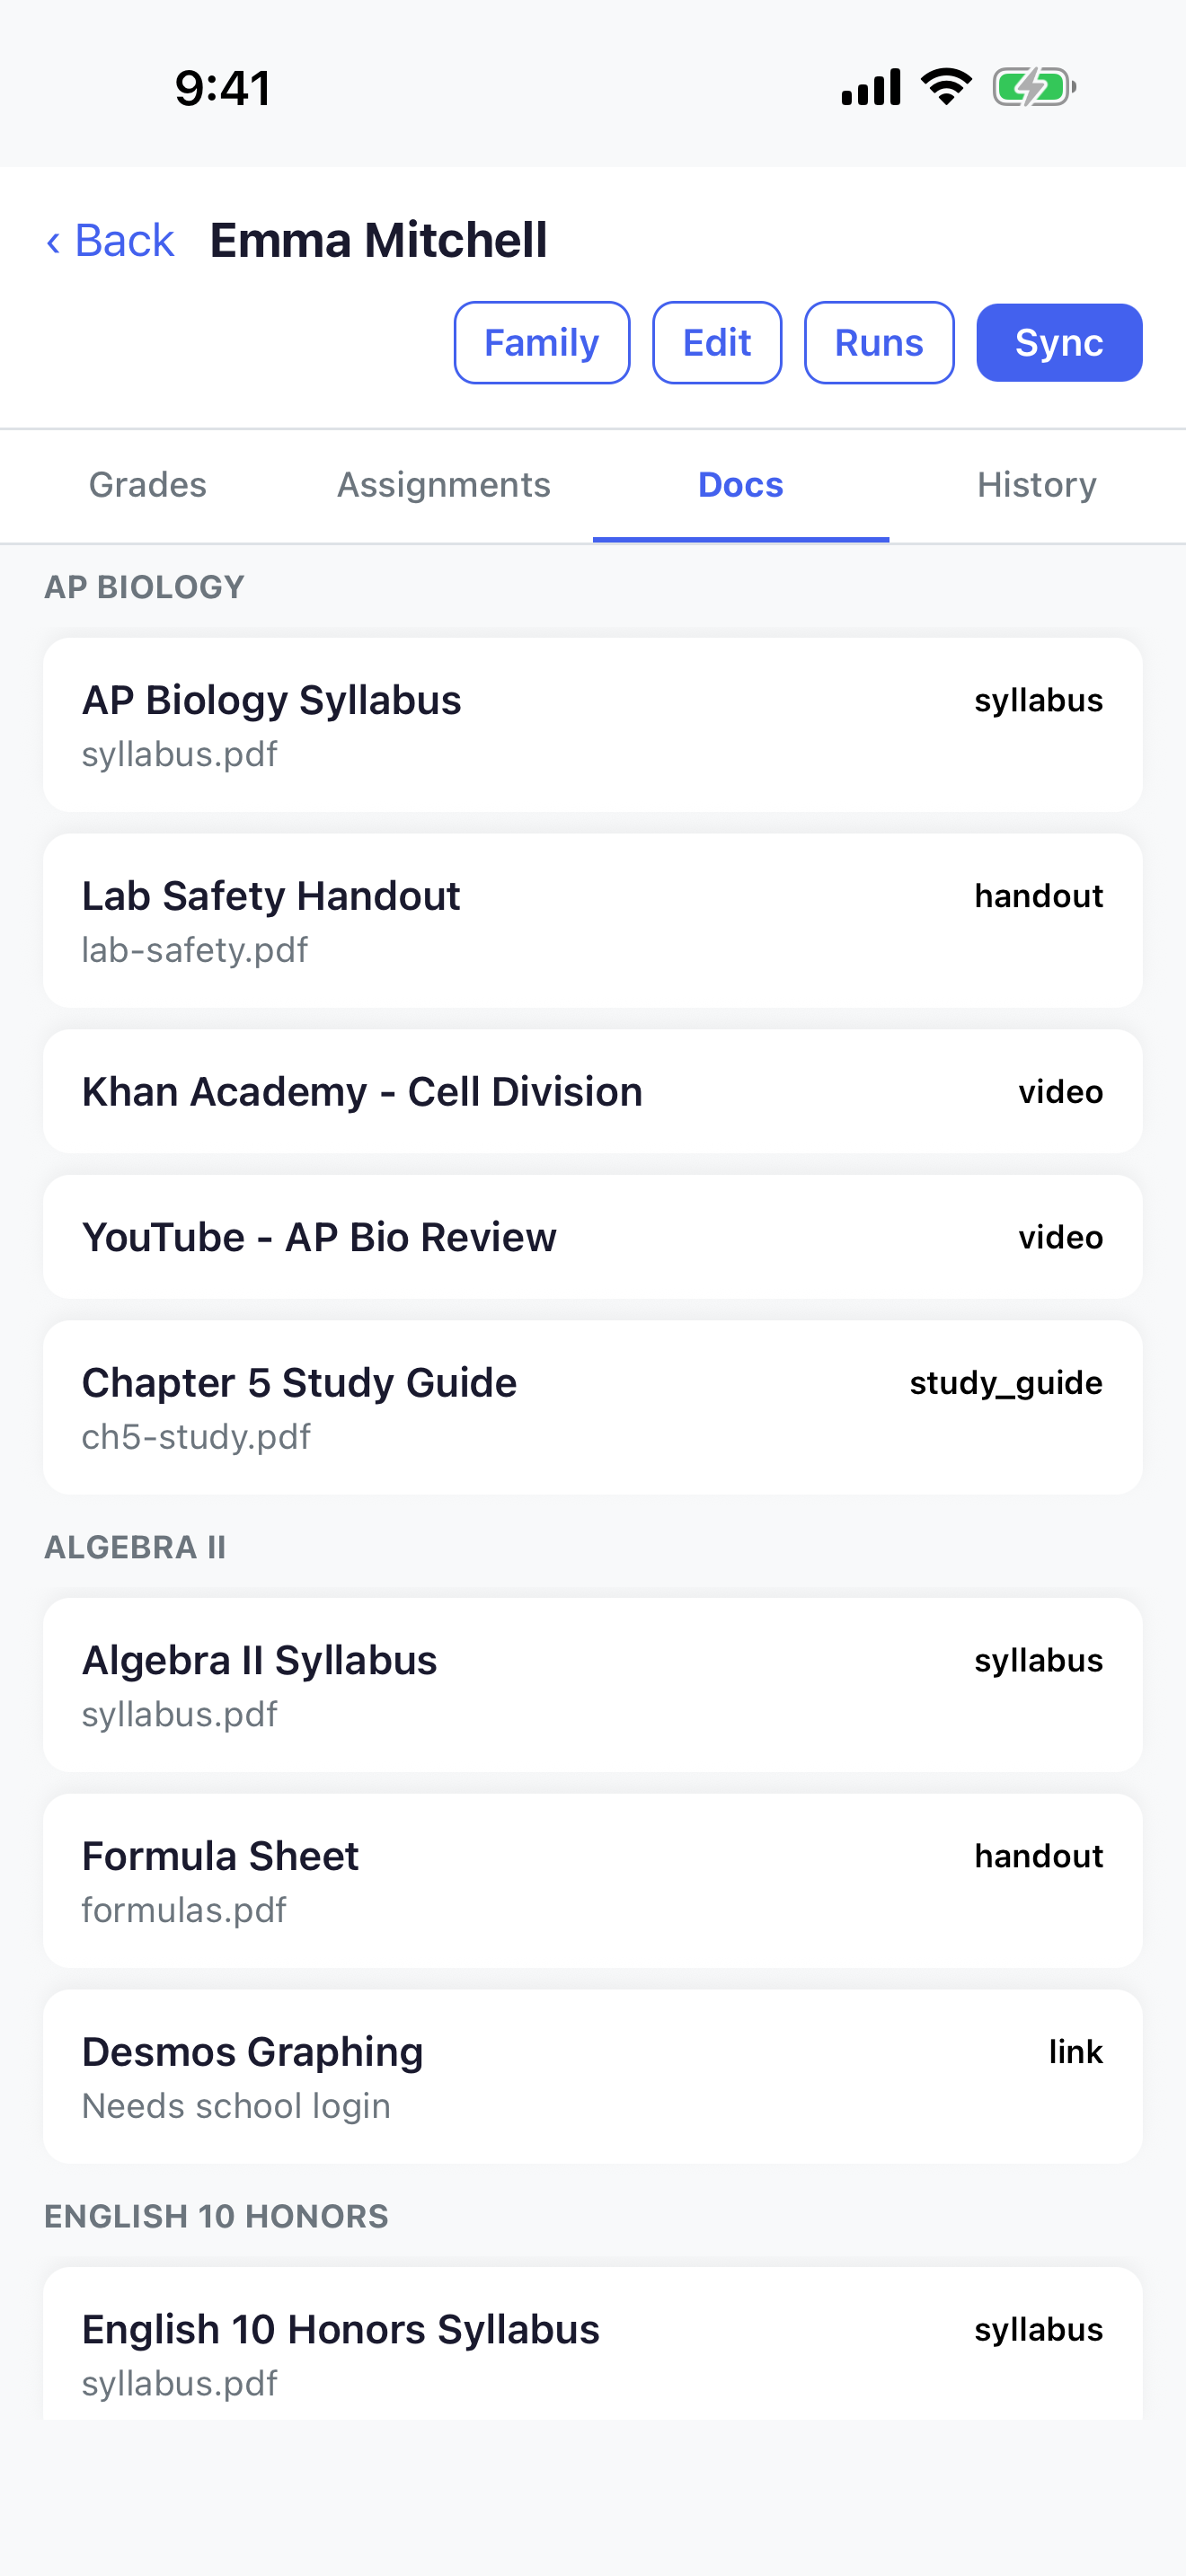 9:41
‹ Back Emma Mitchell
Family Edit Runs Sync
Grades Assignments Docs History
AP BIOLOGY
AP Biology Syllabus syllabus
syllabus.pdf
Lab Safety Handout handout
lab-safety.pdf
Khan Academy - Cell Division video
YouTube - AP Bio Review video
Chapter 5 Study Guide study_guide
ch5-study.pdf
ALGEBRA II
Algebra II Syllabus syllabus
syllabus.pdf
Formula Sheet handout
formulas.pdf
Desmos Graphing link
Needs school login
ENGLISH 10 HONORS
English 10 Honors Syllabus syllabus
syllabus.pdf